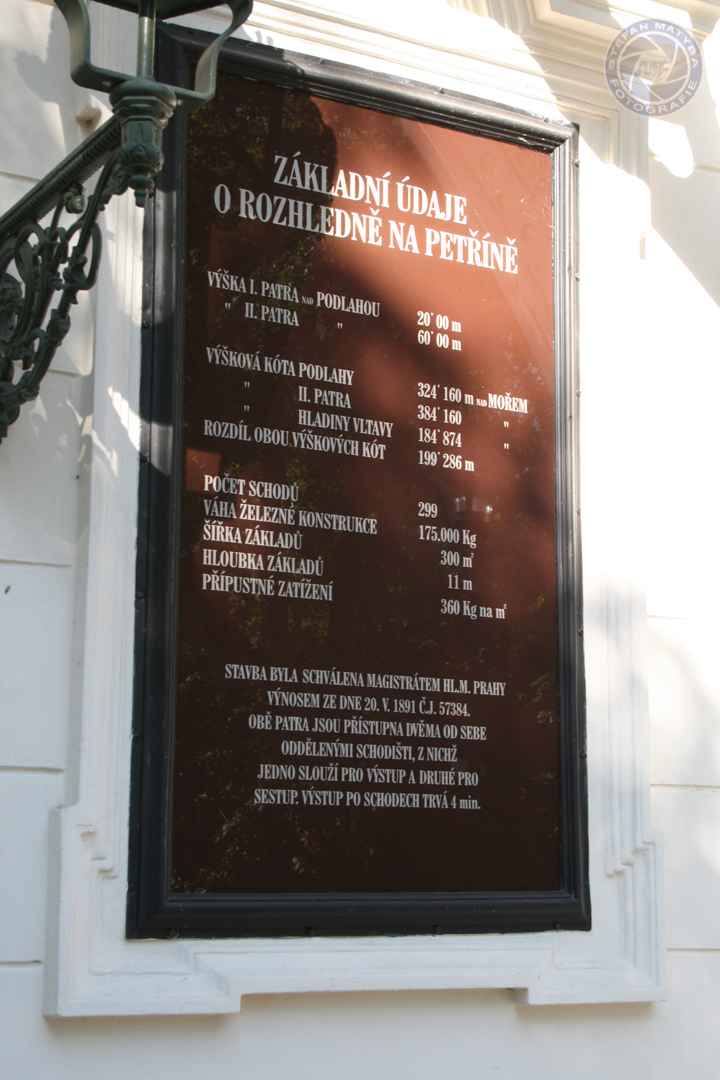 STEFAN MATYBA
FOTOGRAFIE
ZÁKLADNÍ ÚDAJE
O ROZHLEDNĚ NA PETŘÍNĚ
VÝŠKA I. PATRA NAD PODLAHOU 20˙00 m
" II. PATRA " 60˙00 m
VÝŠKOVÁ KÓTA PODLAHY 324˙160 m NAD MOŘEM
" II. PATRA 384˙160 "
" HLADINY VLTAVY 184˙874 "
ROZDÍL OBOU VÝŠKOVÝCH KÓT 199˙286 m
POČET SCHODŮ 299
VÁHA ŽELEZNÉ KONSTRUKCE 175.000 Kg
ŠÍŘKA ZÁKLADŮ 300 m²
HLOUBKA ZÁKLADŮ 11 m
PŘÍPUSTNÉ ZATÍŽENÍ 360 Kg na m²
STAVBA BYLA SCHVÁLENA MAGISTRÁTEM HL.M. PRAHY
VÝNOSEM ZE DNE 20. V. 1891 Č.J. 57384.
OBĚ PATRA JSOU PŘÍSTUPNA DVĚMA OD SEBE
ODDĚLENÝMI SCHODIŠTI, Z NICHŽ
JEDNO SLOUŽÍ PRO VÝSTUP A DRUHÉ PRO
SESTUP. VÝSTUP PO SCHODECH TRVÁ 4 min.